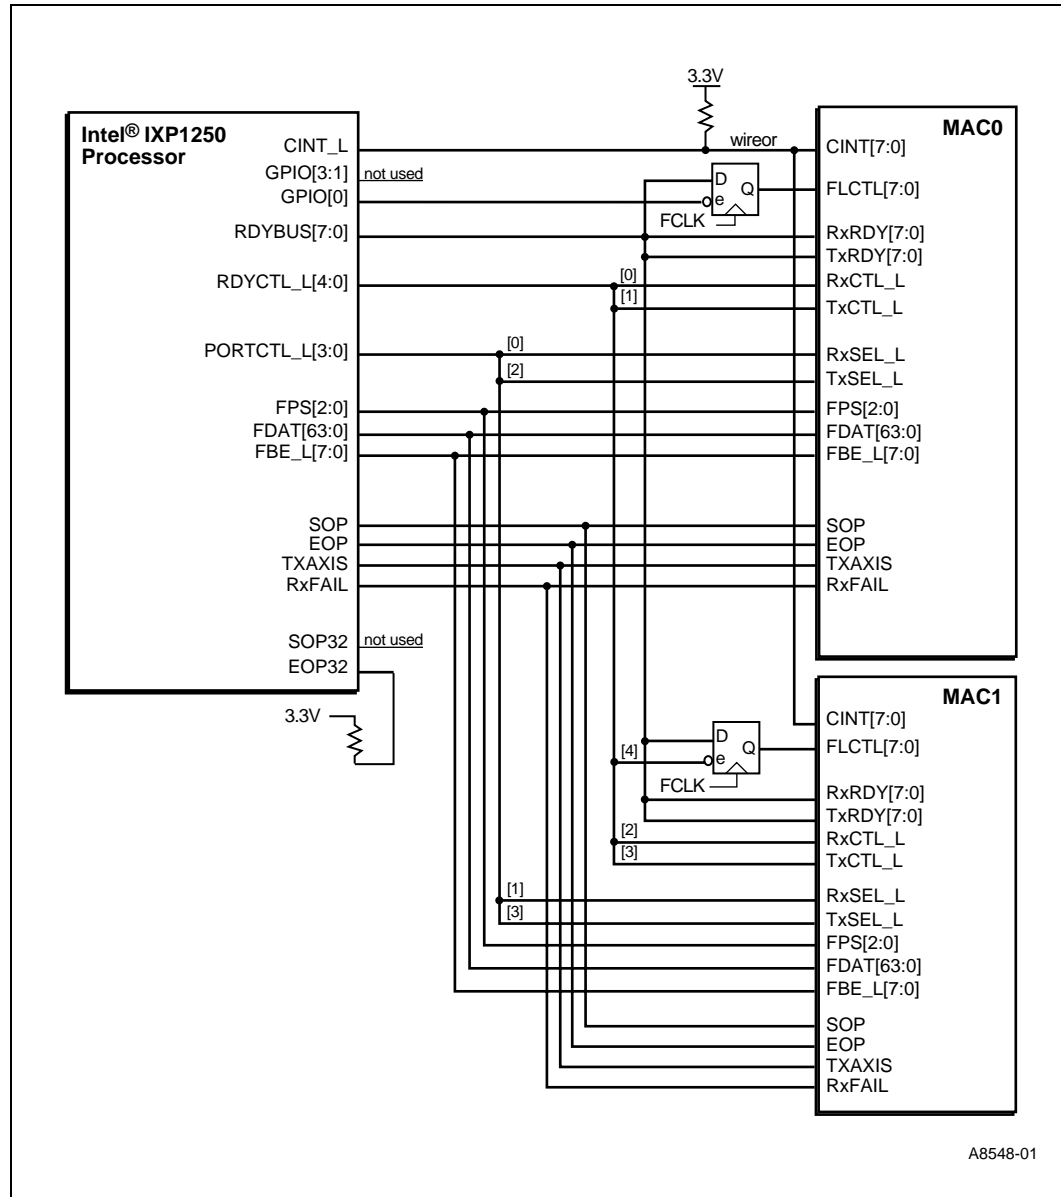 3.3V
Intel® IXP1250
Processor
MAC0
CINT_L
wireor
CINT[7:0]
GPIO[3:1]
not used
D
Q
FLCTL[7:0]
GPIO[0]
e
FCLK
RDYBUS[7:0]
RxRDY[7:0]
TxRDY[7:0]
RDYCTL_L[4:0]
[0]
RxCTL_L
[1]
TxCTL_L
PORTCTL_L[3:0]
[0]
RxSEL_L
[2]
TxSEL_L
FPS[2:0]
FPS[2:0]
FDAT[63:0]
FDAT[63:0]
FBE_L[7:0]
FBE_L[7:0]
SOP
SOP
EOP
EOP
TXAXIS
TXAXIS
RxFAIL
RxFAIL
SOP32
not used
EOP32
3.3V
MAC1
CINT[7:0]
D
Q
FLCTL[7:0]
[4]
e
FCLK
RxRDY[7:0]
TxRDY[7:0]
[2]
RxCTL_L
[3]
TxCTL_L
[1]
RxSEL_L
[3]
TxSEL_L
FPS[2:0]
FDAT[63:0]
FBE_L[7:0]
SOP
EOP
TXAXIS
RxFAIL
A8548-01